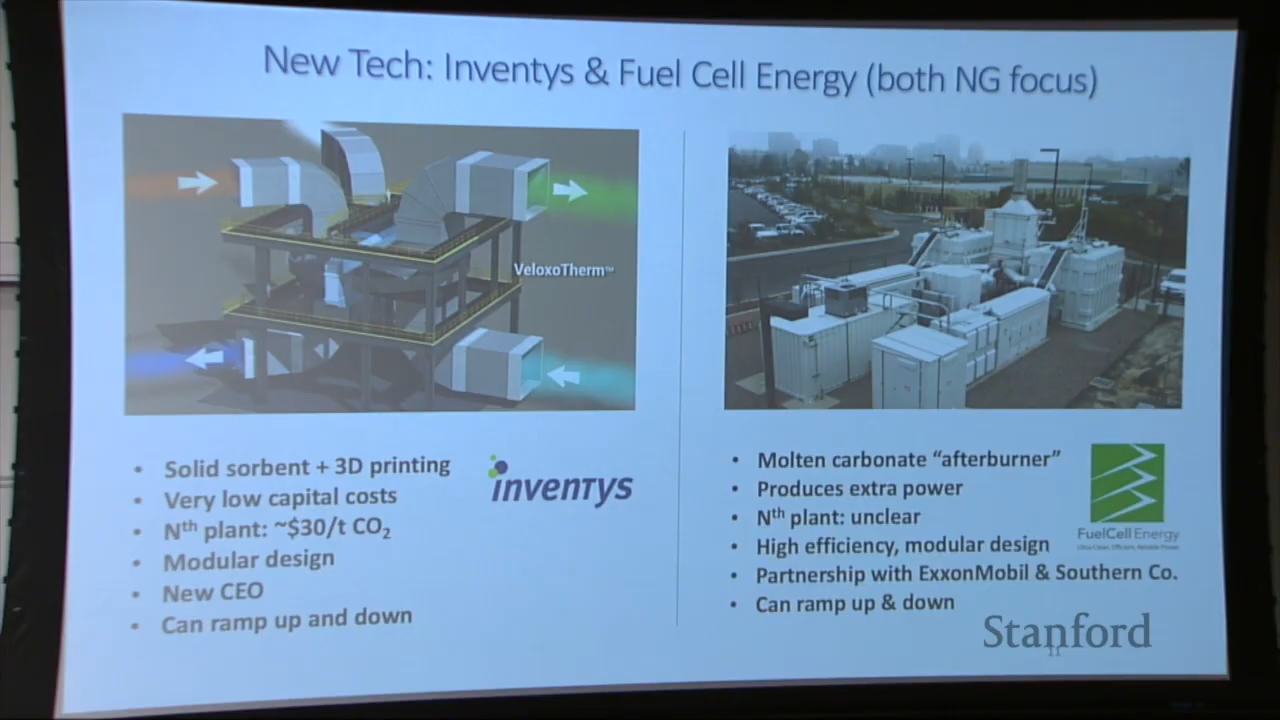 New Tech: Inventys & Fuel Cell Energy (both NG focus)
VeloxoTherm™
• Solid sorbent + 3D printing
• Very low capital costs
• Nth plant: ~$30/t CO2
• Modular design
• New CEO
• Can ramp up and down
inventys
• Molten carbonate “afterburner”
• Produces extra power
• Nth plant: unclear
• High efficiency, modular design
• Partnership with ExxonMobil & Southern Co.
• Can ramp up & down
FuelCell Energy
Ultra-Clean, Efficient, Reliable Power
Stanford
11